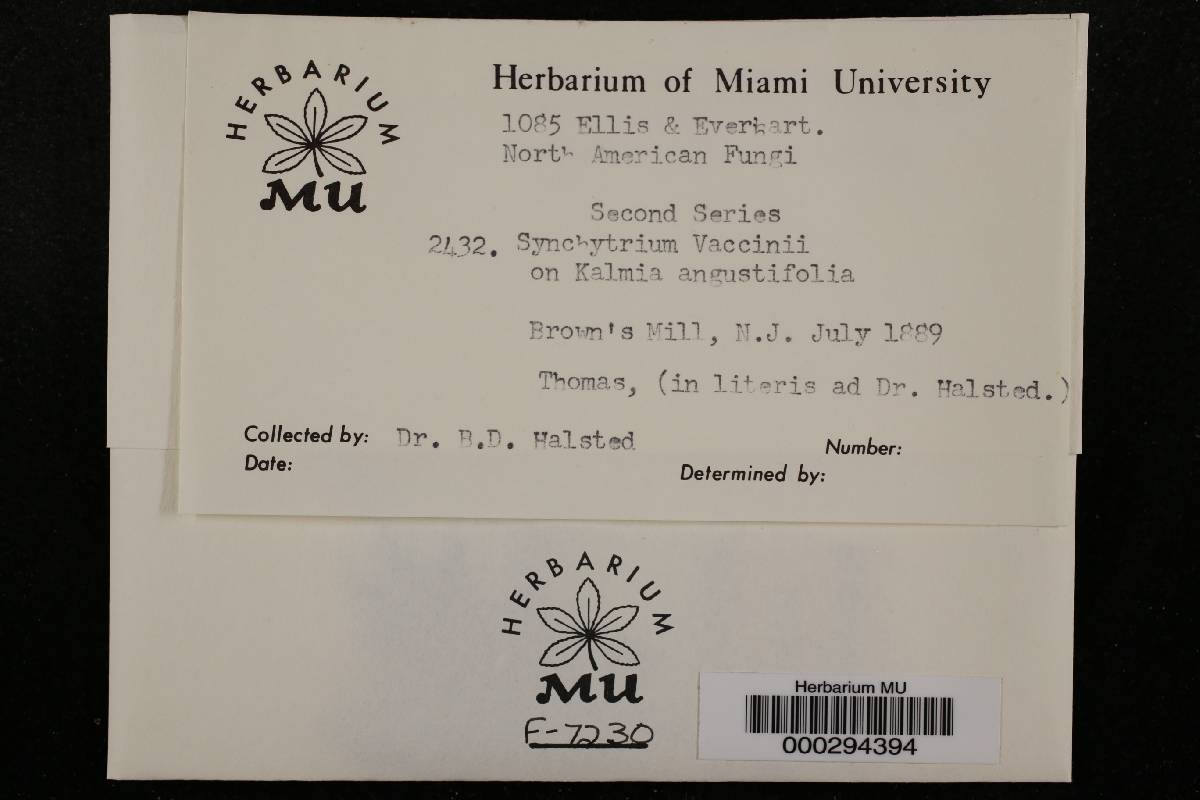 HERBARIUM
MU
Herbarium of Miami University
1085 Ellis & Everhart.
North American Fungi
Second Series
2432. Synchytrium Vaccinii
on Kalmia angustifolia
Brown's Mill, N.J. July 1889
Thomas, (in literis ad Dr. Halsted.)
Collected by: Dr. B.D. Halsted
Number:
Date:
Determined by:
HERBARIUM
MU
F-7230
Herbarium MU
000294394